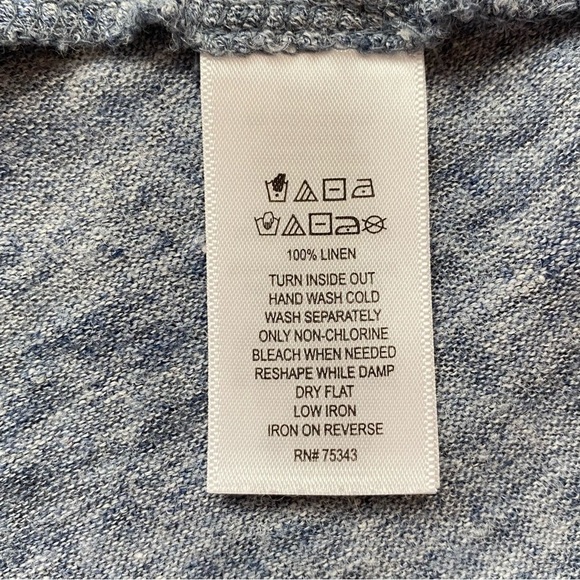 100% LINEN
TURN INSIDE OUT
HAND WASH COLD
WASH SEPARATELY
ONLY NON-CHLORINE
BLEACH WHEN NEEDED
RESHAPE WHILE DAMP
DRY FLAT
LOW IRON
IRON ON REVERSE
RN# 75343